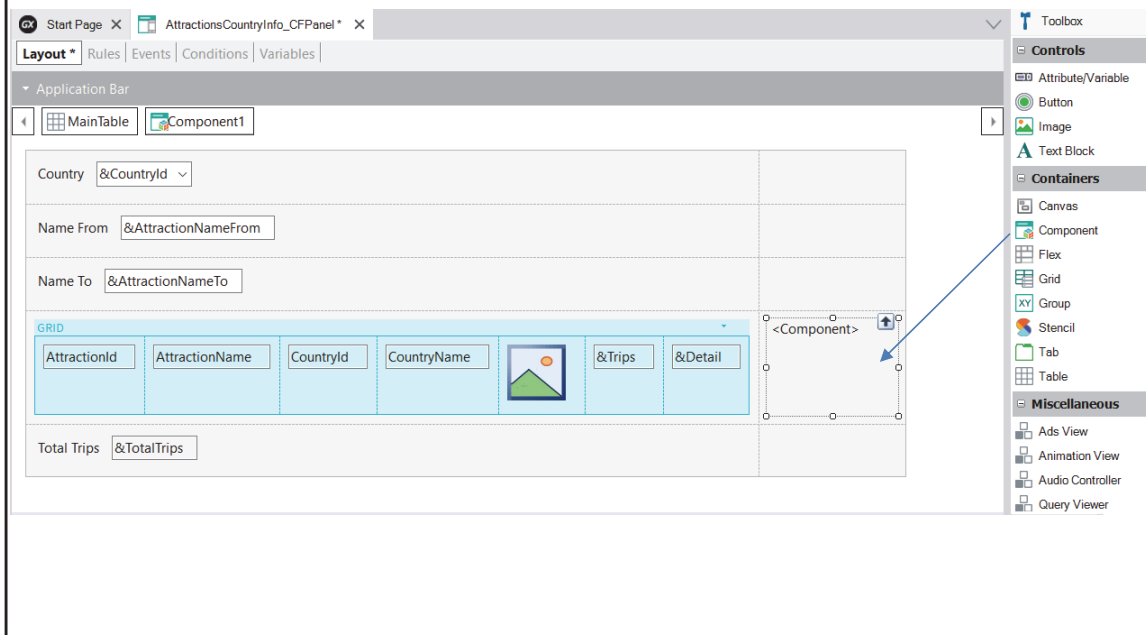 GX Start Page AttractionsCountryInfo_CFPanel*
Layout * Rules Events Conditions Variables
Application Bar
MainTable Component1
Country &CountryId
Name From &AttractionNameFrom
Name To &AttractionNameTo
GRID
AttractionId AttractionName CountryId CountryName &Trips &Detail
<Component>
Total Trips &TotalTrips
Toolbox
Controls
Attribute/Variable
Button
Image
A Text Block
Containers
Canvas
Component
Flex
Grid
XY Group
Stencil
Tab
Table
Miscellaneous
Ads View
Animation View
Audio Controller
Query Viewer